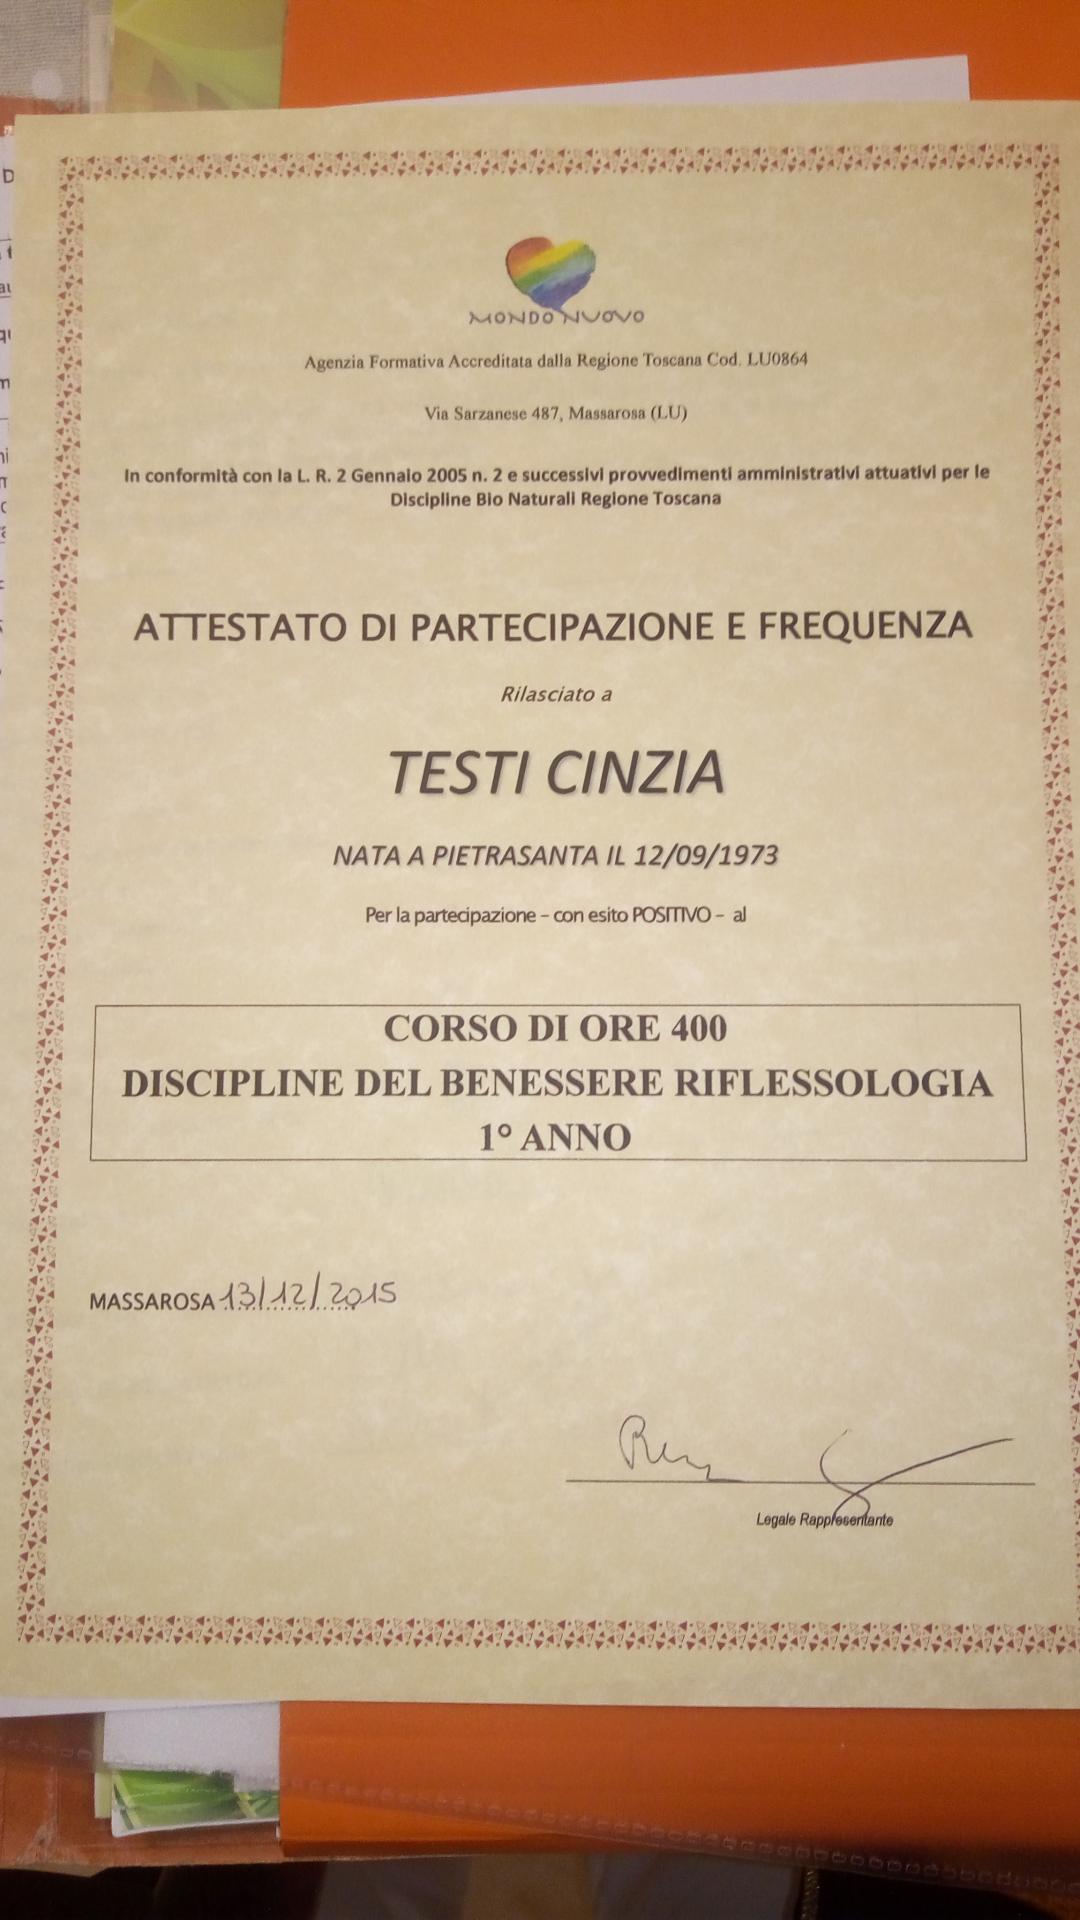 MONDO NUOVO
Agenzia Formativa Accreditata dalla Regione Toscana Cod. LU0864
Via Sarzanese 487, Massarosa (LU)
In conformità con la L. R. 2 Gennaio 2005 n. 2 e successivi provvedimenti amministrativi attuativi per le
Discipline Bio Naturali Regione Toscana
ATTESTATO DI PARTECIPAZIONE E FREQUENZA
Rilasciato a
TESTI CINZIA
NATA A PIETRASANTA IL 12/09/1973
Per la partecipazione – con esito POSITIVO – al
CORSO DI ORE 400
DISCIPLINE DEL BENESSERE RIFLESSOLOGIA
1° ANNO
MASSAROSA 13/12/2015
Legale Rappresentante